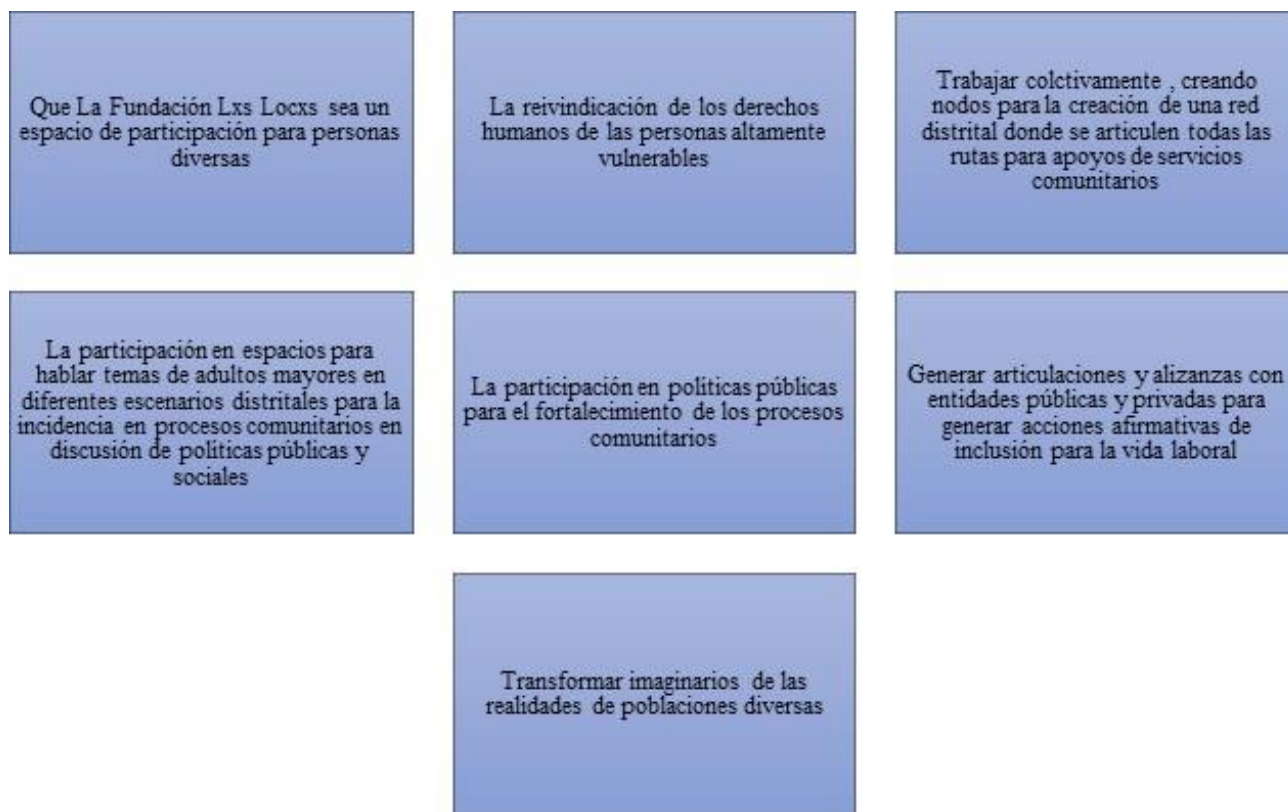 Que La Fundación Lxs Locxs sea un
espacio de participación para personas
diversas
La reivindicación de los derechos
humanos de las personas altamente
vulnerables
Trabajar colctivamente , creando
nodos para la creación de una red
distrital donde se articulen todas las
rutas para apoyos de servicios
comunitarios
La participación en espacios para
hablar temas de adultos mayores en
diferentes escenarios distritales para la
incidencia en procesos comunitarios en
discusión de políticas públicas y
sociales
La participación en políticas públicas
para el fortalecimiento de los procesos
comunitarios
Generar articulaciones y alizanzas con
entidades públicas y privadas para
generar acciones afirmativas de
inclusión para la vida laboral
Transformar imaginarios de las
realidades de poblaciones diversas